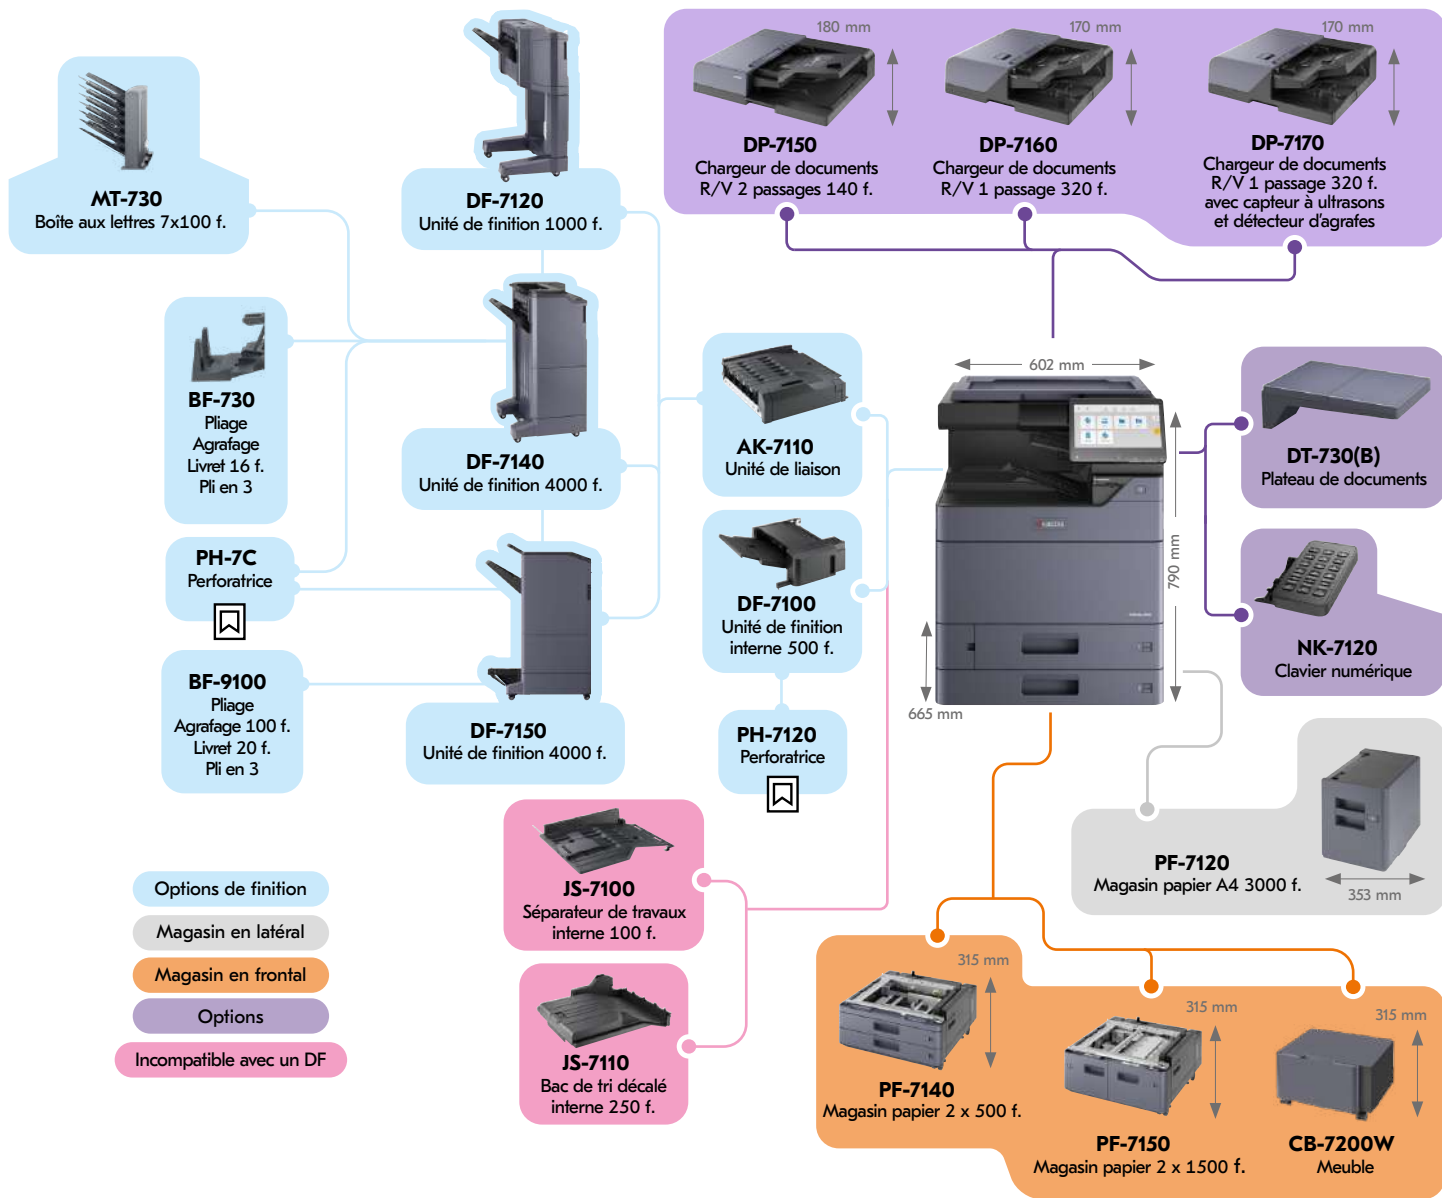 180 mm
170 mm
170 mm
DP-7150
Chargeur de documents
R/V 2 passages 140 f.
DP-7160
Chargeur de documents
R/V 1 passage 320 f.
DP-7170
Chargeur de documents
R/V 1 passage 320 f.
avec capteur à ultrasons
et détecteur d'agrafes
MT-730
Boîte aux lettres 7x100 f.
DF-7120
Unité de finition 1000 f.
BF-730
Pliage
Agrafage
Livret 16 f.
Pli en 3
DF-7140
Unité de finition 4000 f.
AK-7110
Unité de liaison
602 mm
790 mm
665 mm
KYOCERA
DT-730(B)
Plateau de documents
PH-7C
Perforatrice
DF-7100
Unité de finition
interne 500 f.
NK-7120
Clavier numérique
BF-9100
Pliage
Agrafage 100 f.
Livret 20 f.
Pli en 3
DF-7150
Unité de finition 4000 f.
PH-7120
Perforatrice
PF-7120
Magasin papier A4 3000 f.
353 mm
JS-7100
Séparateur de travaux
interne 100 f.
JS-7110
Bac de tri décalé
interne 250 f.
Options de finition
Magasin en latéral
Magasin en frontal
Options
Incompatible avec un DF
315 mm
315 mm
315 mm
PF-7140
Magasin papier 2 x 500 f.
PF-7150
Magasin papier 2 x 1500 f.
CB-7200W
Meuble